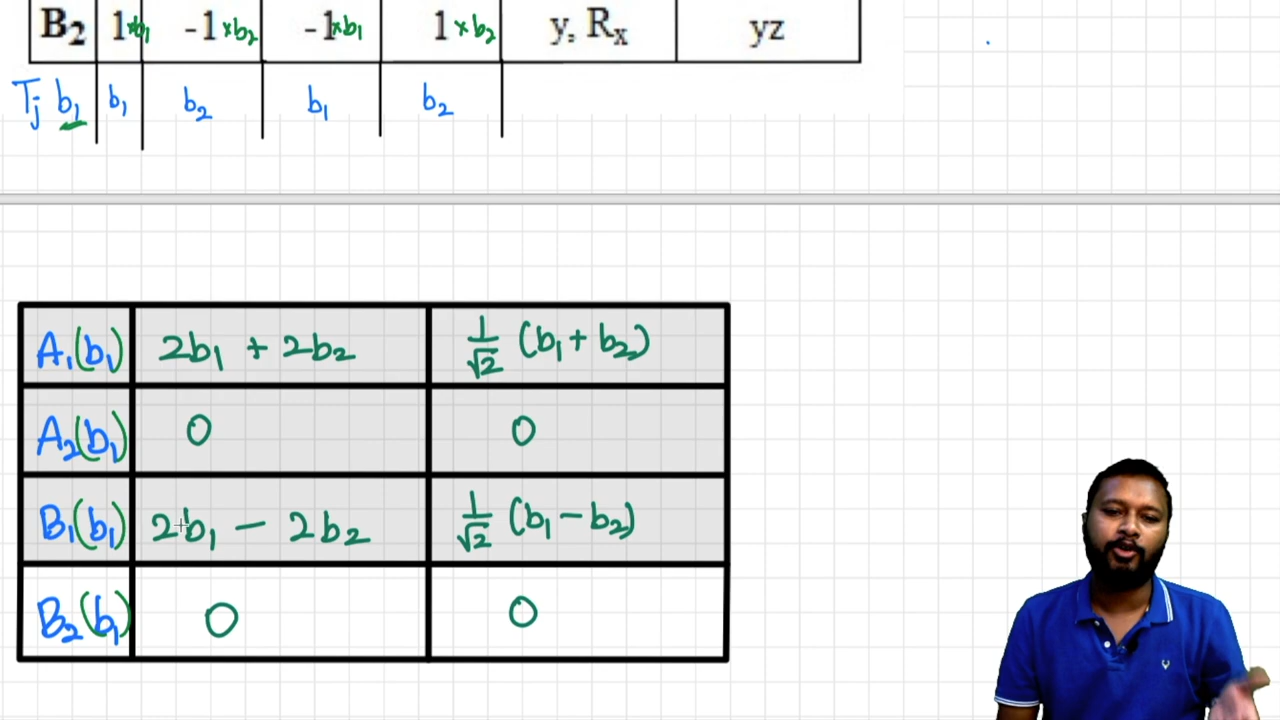 B₂ 1×b₁ -1×b₂ -1×b₁ 1×b₂ y, Rₓ yz
Tj b₁ b₁ b₂ b₁ b₂
A₁(b₁) 2b₁ + 2b₂ 1/√2 (b₁ + b₂)
A₂(b₁) 0 0
B₁(b₁) 2b₁ − 2b₂ 1/√2 (b₁ − b₂)
B₂(b₁) 0 0